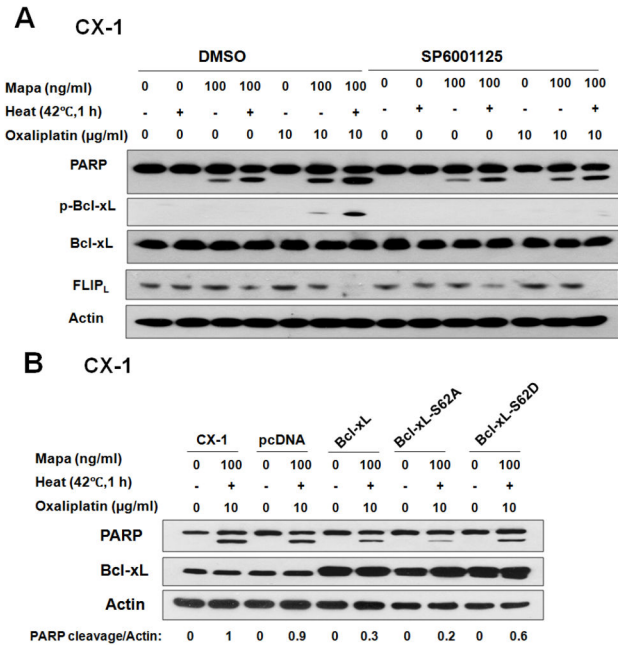 A CX-1
DMSO SP6001125
Mapa (ng/ml) 0 0 100 100 0 100 100 0 0 100 100 0 100 100
Heat (42℃,1 h) - + - + - - + - + - + - - +
Oxaliplatin (µg/ml) 0 0 0 0 10 10 10 0 0 0 0 10 10 10
PARP
p-Bcl-xL
Bcl-xL
FLIPL
Actin
B CX-1
CX-1 pcDNA Bcl-xL Bcl-xL-S62A Bcl-xL-S62D
Mapa (ng/ml) 0 100 0 100 0 100 0 100 0 100
Heat (42℃,1 h) - + - + - + - + - +
Oxaliplatin (µg/ml) 0 10 0 10 0 10 0 10 0 10
PARP
Bcl-xL
Actin
PARP cleavage/Actin: 0 1 0 0.9 0 0.3 0 0.2 0 0.6